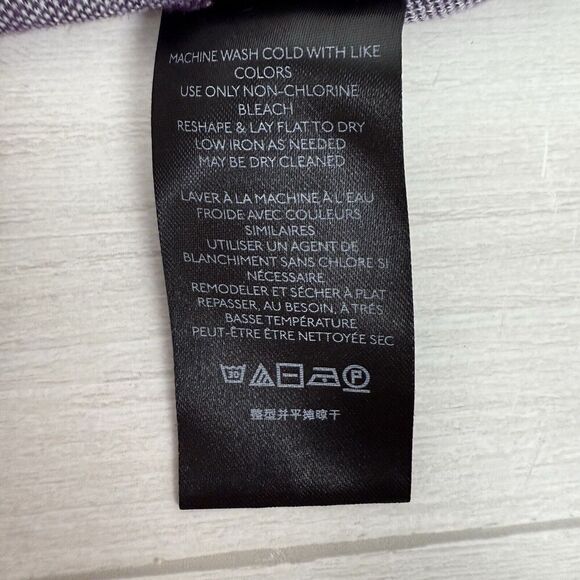 MACHINE WASH COLD WITH LIKE
COLORS
USE ONLY NON-CHLORINE
BLEACH
RESHAPE & LAY FLAT TO DRY
LOW IRON AS NEEDED
MAY BE DRY CLEANED
LAVER À LA MACHINE À L'EAU
FROIDE AVEC COULEURS
SIMILAIRES
UTILISER UN AGENT DE
BLANCHIMENT SANS CHLORE SI
NÉCESSAIRE
REMODELER ET SÉCHER À PLAT
REPASSER, AU BESOIN, À TRÈS
BASSE TEMPÉRATURE
PEUT-ÊTRE ÊTRE NETTOYÉE SEC
30 P
整型并平摊晾干